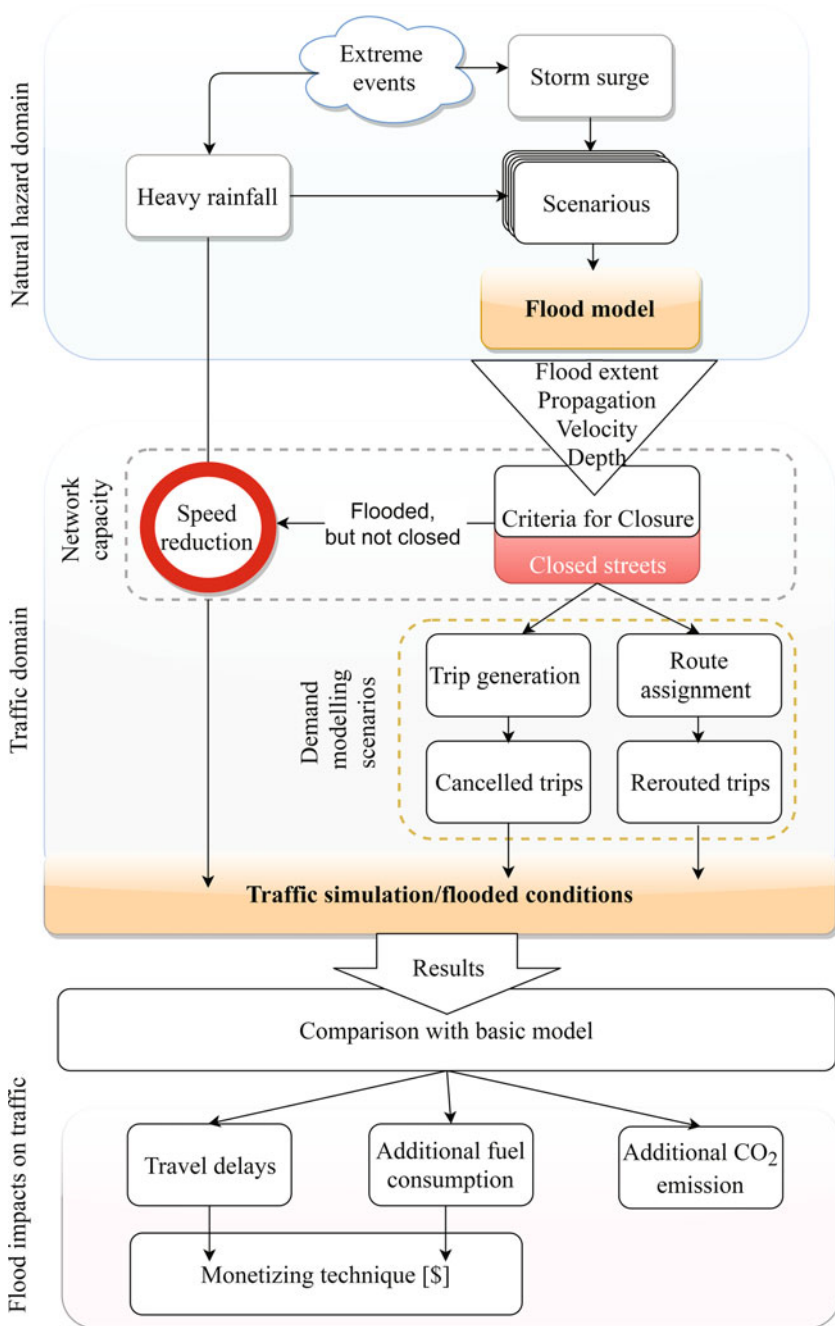 Natural hazard domain
Extreme
events
Storm surge
Heavy rainfall
Scenarious
Flood model
Flood extent
Propagation
Velocity
Depth
Traffic domain
Network
capacity
Speed
reduction
Flooded,
but not closed
Criteria for Closure
Closed streets
Demand
modelling
scenarios
Trip generation
Route
assignment
Cancelled trips
Rerouted trips
Traffic simulation/flooded conditions
Results
Comparison with basic model
Flood impacts on traffic
Travel delays
Additional fuel
consumption
Additional CO₂
emission
Monetizing technique [$]